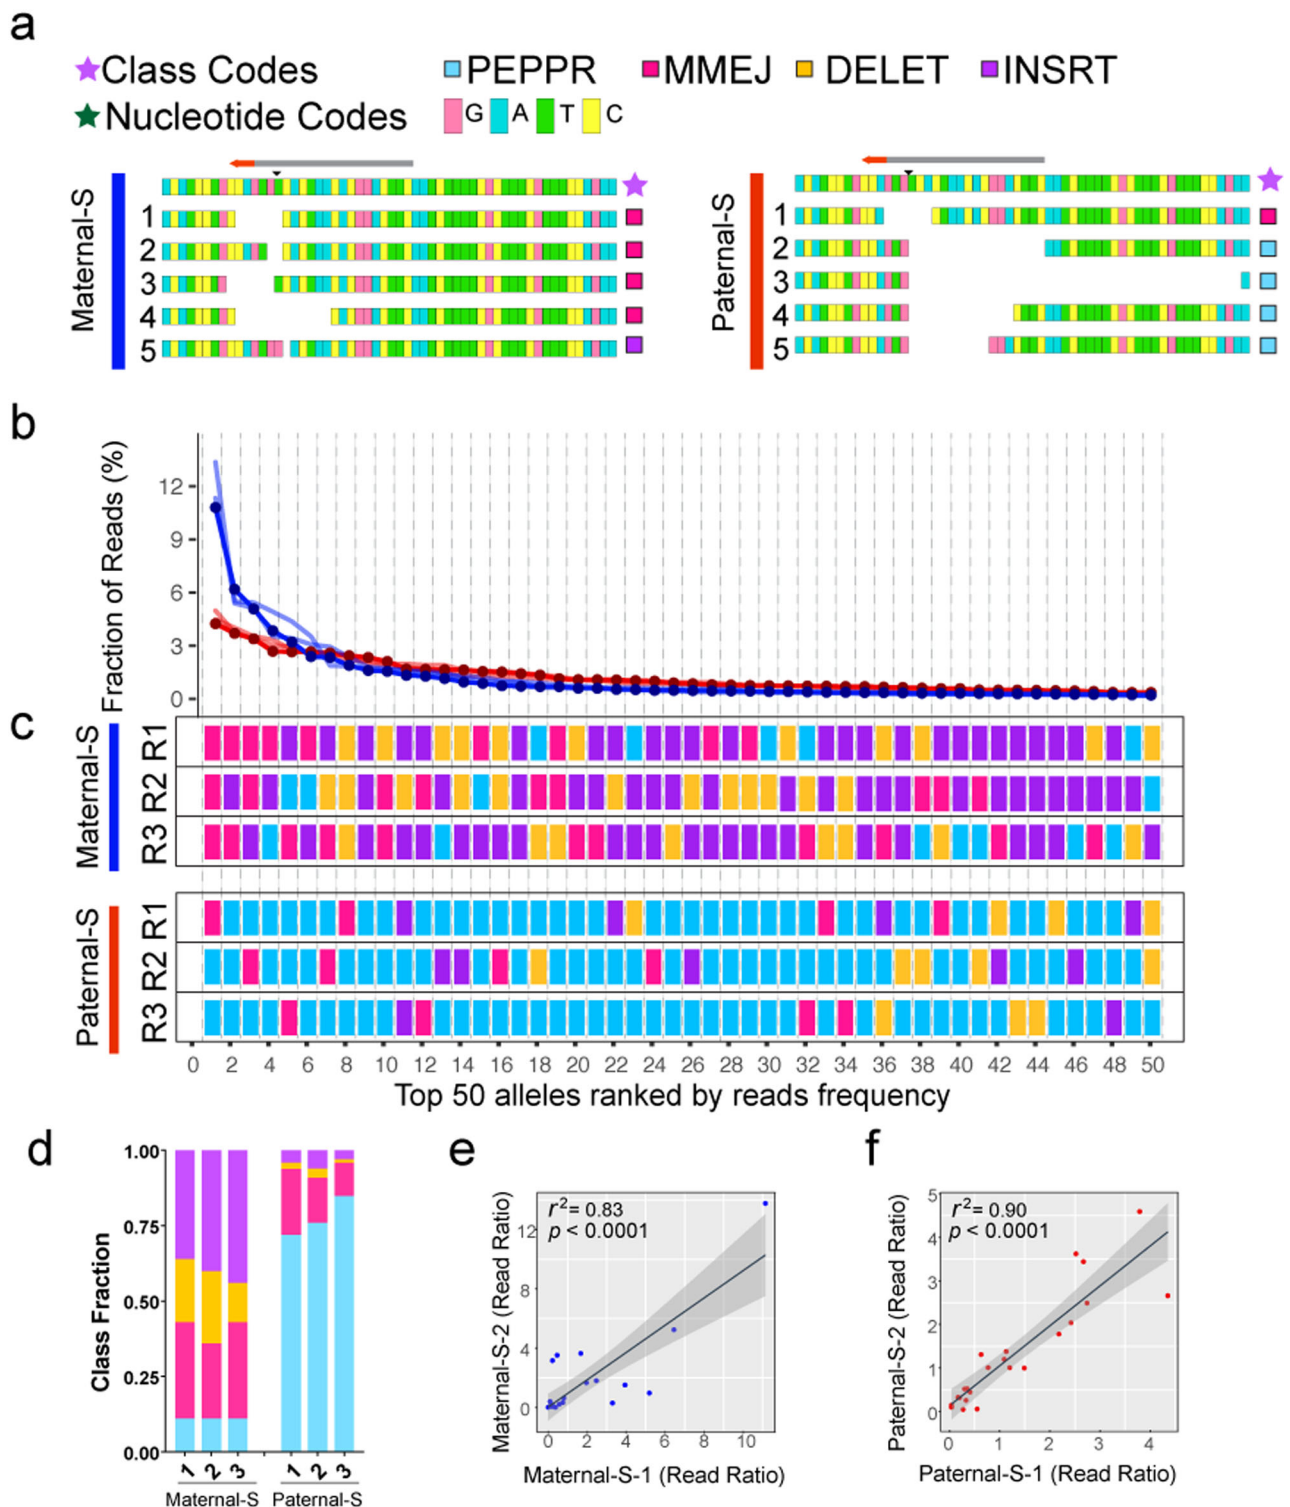 a
Class Codes PEPPR MMEJ DELET INSRT
Nucleotide Codes G A T C
Maternal-S
1
2
3
4
5
Paternal-S
1
2
3
4
5
b
Fraction of Reads (%)
12
9
6
3
0
c
Maternal-S
R1
R2
R3
Paternal-S
R1
R2
R3
0 2 4 6 8 10 12 14 16 18 20 22 24 26 28 30 32 34 36 38 40 42 44 46 48 50
Top 50 alleles ranked by reads frequency
d
Class Fraction
1.00
0.75
0.50
0.25
0.00
1 2 3 1 2 3
Maternal-S Paternal-S
e
Maternal-S-2 (Read Ratio)
r² = 0.83
p < 0.0001
12
8
4
0
0 2 4 6 8 10
Maternal-S-1 (Read Ratio)
f
Paternal-S-2 (Read Ratio)
r² = 0.90
p < 0.0001
5
4
3
2
1
0
0 1 2 3 4
Paternal-S-1 (Read Ratio)